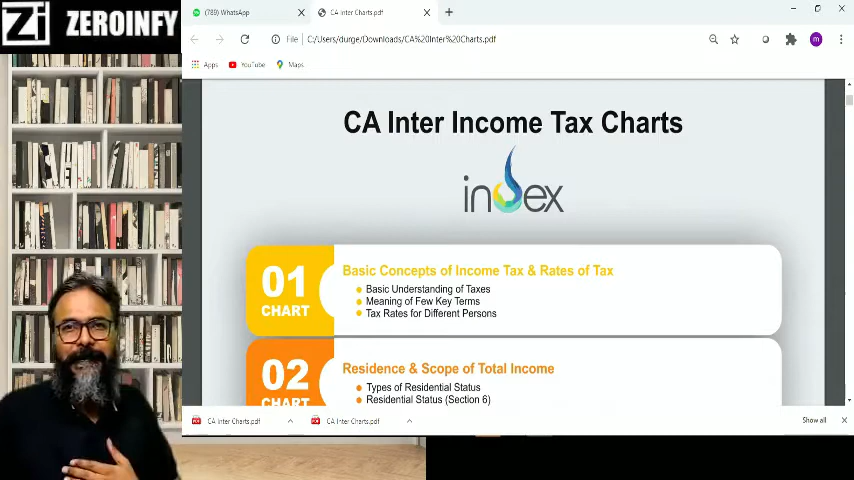 Zi ZEROINFY
(789) WhatsApp
CA Inter Charts.pdf
File C:/Users/durge/Downloads/CA%20Inter%20Charts.pdf
m
Apps YouTube Maps
CA Inter Income Tax Charts
index
01
CHART
Basic Concepts of Income Tax & Rates of Tax
Basic Understanding of Taxes
Meaning of Few Key Terms
Tax Rates for Different Persons
02
CHART
Residence & Scope of Total Income
Types of Residential Status
Residential Status (Section 6)
CA Inter Charts.pdf
CA Inter Charts.pdf
Show all